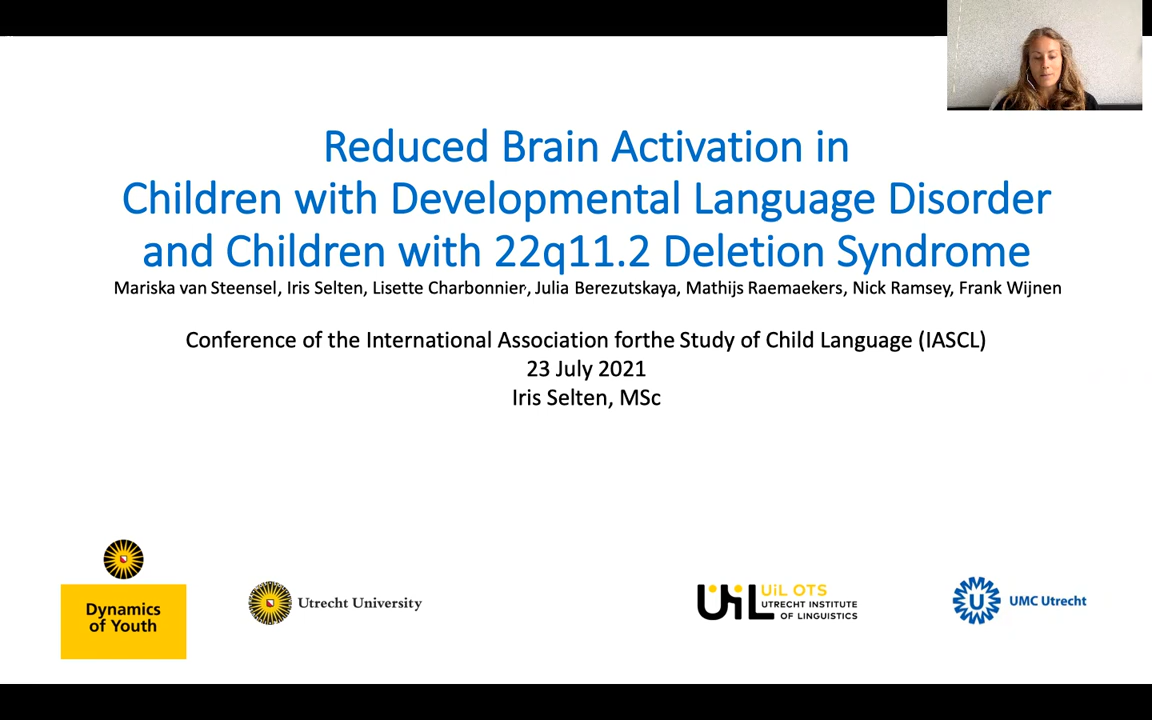 Reduced Brain Activation in
Children with Developmental Language Disorder
and Children with 22q11.2 Deletion Syndrome
Mariska van Steensel, Iris Selten, Lisette Charbonnier, Julia Berezutskaya, Mathijs Raemaekers, Nick Ramsey, Frank Wijnen
Conference of the International Association forthe Study of Child Language (IASCL)
23 July 2021
Iris Selten, MSc
Dynamics
of Youth
Utrecht University
UiL
UiL OTS
UTRECHT INSTITUTE
OF LINGUISTICS
U
UMC Utrecht